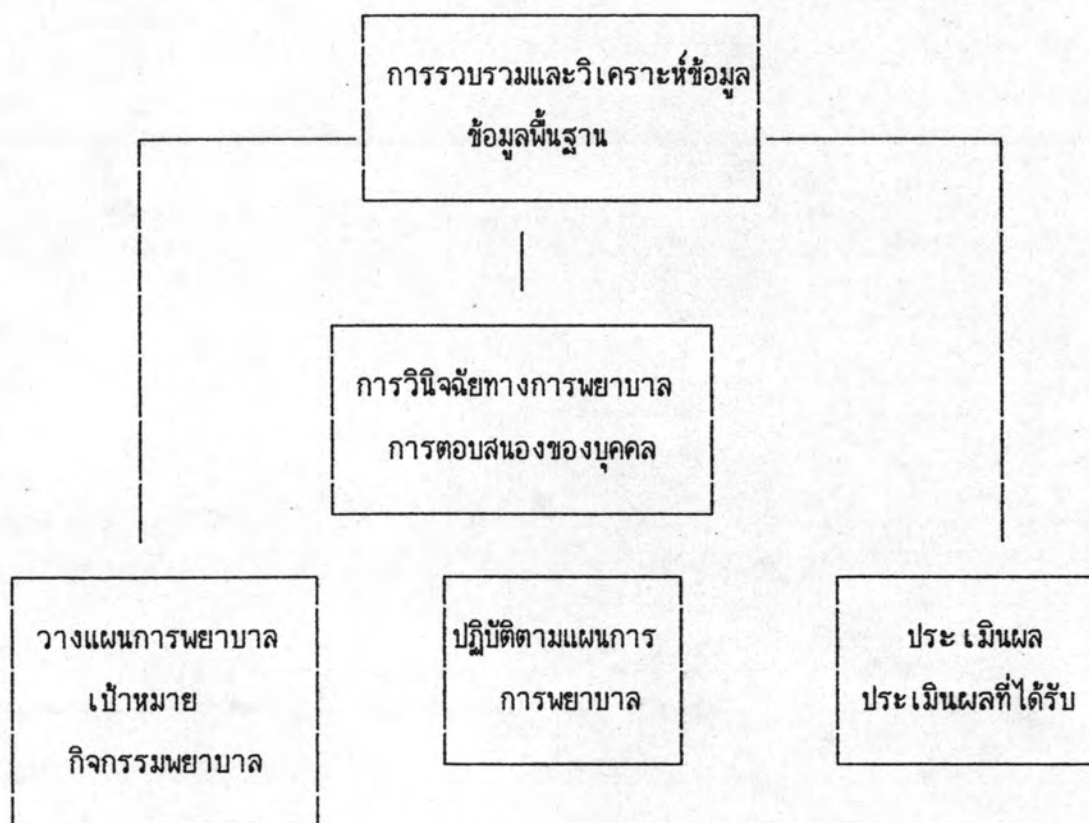 การรวบรวมและวิเคราะห์ข้อมูล
ข้อมูลพื้นฐาน
การวินิจฉัยทางการพยาบาล
การตอบสนองของบุคคล
วางแผนการพยาบาล
เป้าหมาย
กิจกรรมพยาบาล
ปฏิบัติตามแผนการ
การพยาบาล
ประเมินผล
ประเมินผลที่ได้รับ